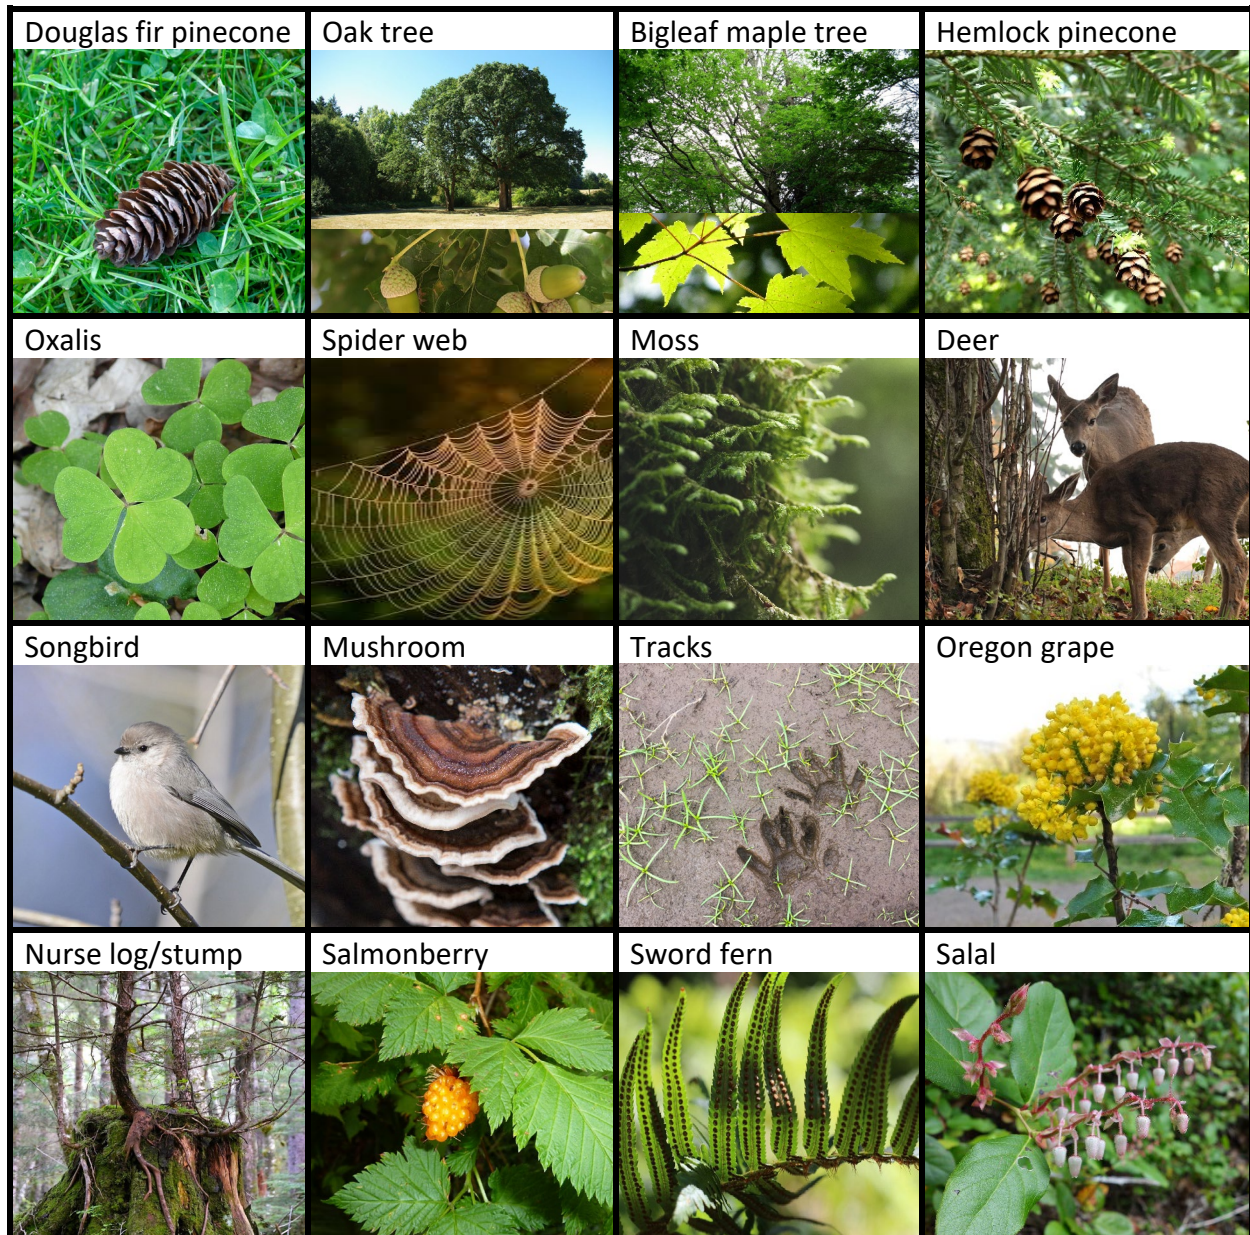 Douglas fir pinecone
Oak tree
Bigleaf maple tree
Hemlock pinecone
Oxalis
Spider web
Moss
Deer
Songbird
Mushroom
Tracks
Oregon grape
Nurse log/stump
Salmonberry
Sword fern
Salal